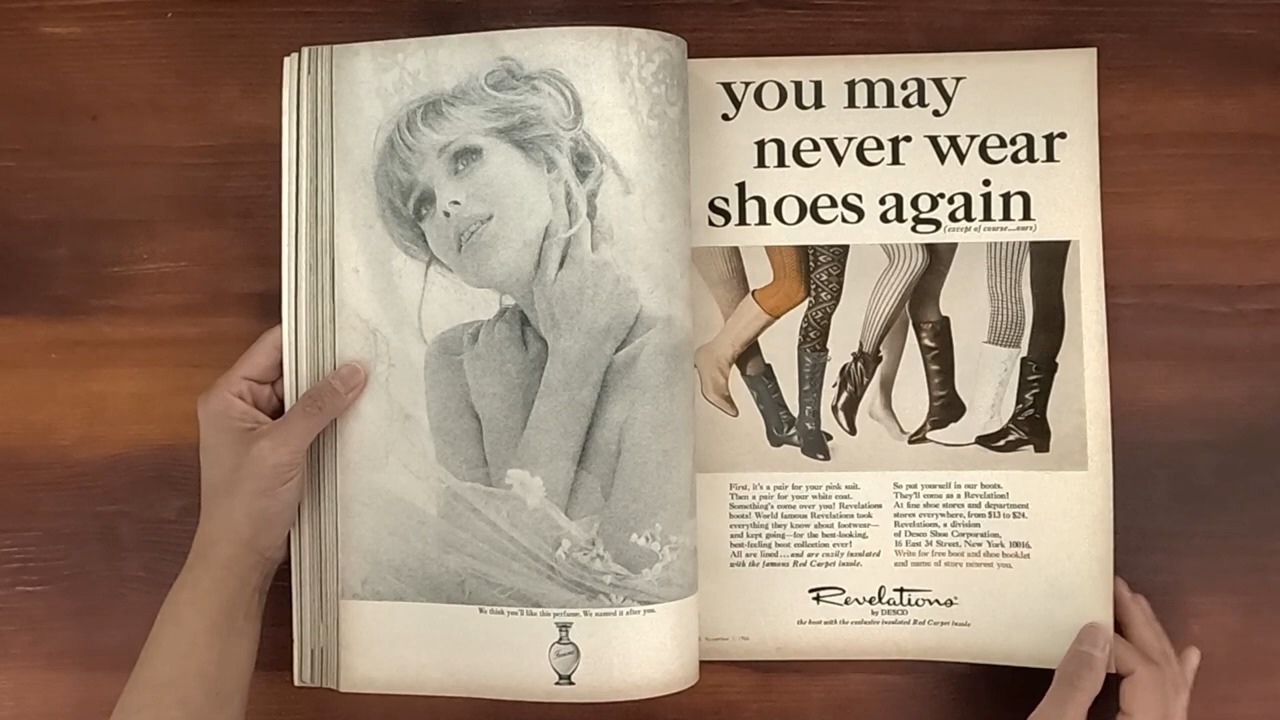 We think you'll like this perfume. We named it after you.
you may
never wear
shoes again
(except of course...ours)
First, it's a pair for your pink suit.
Then a pair for your white coat.
Something's come over you! Revelations
boots! World famous Revelations took
everything they know about footwear—
and kept going—for the best-looking,
best-feeling boot collection ever!
All are lined...and are cozily insulated
with the famous Red Carpet insole.
So put yourself in our boots.
They'll come as a Revelation!
At fine shoe stores and department
stores everywhere, from $13 to $24.
Revelations, a division
of Desco Shoe Corporation,
16 East 34 Street, New York 10016.
Write for free boot and shoe booklet
and name of store nearest you.
Revelations®
by DESCO
the boot with the exclusive insulated Red Carpet insole
November 1, 1966